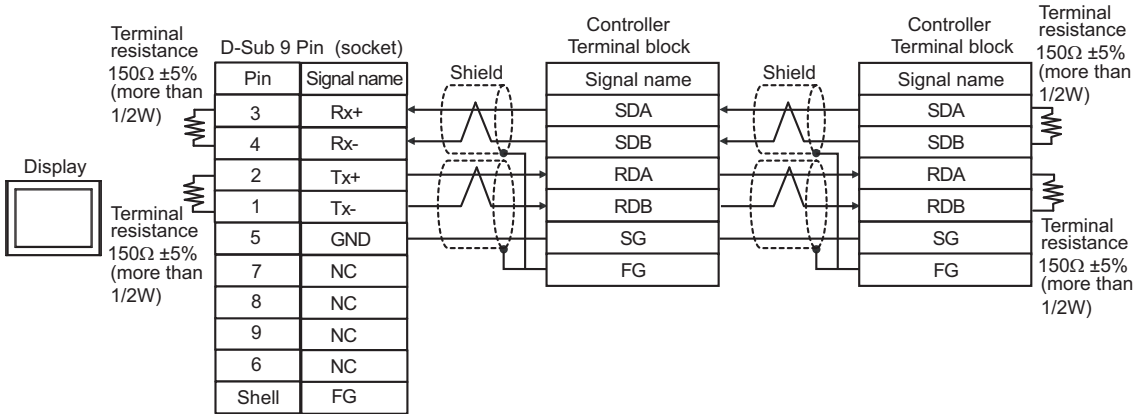 Display
Terminal
resistance
150Ω ±5%
(more than
1/2W)
Terminal
resistance
150Ω ±5%
(more than
1/2W)
D-Sub 9 Pin (socket)
Pin Signal name
3 Rx+
4 Rx-
2 Tx+
1 Tx-
5 GND
7 NC
8 NC
9 NC
6 NC
Shell FG
Shield
Controller
Terminal block
Signal name
SDA
SDB
RDA
RDB
SG
FG
Shield
Controller
Terminal block
Signal name
SDA
SDB
RDA
RDB
SG
FG
Terminal
resistance
150Ω ±5%
(more than
1/2W)
Terminal
resistance
150Ω ±5%
(more than
1/2W)